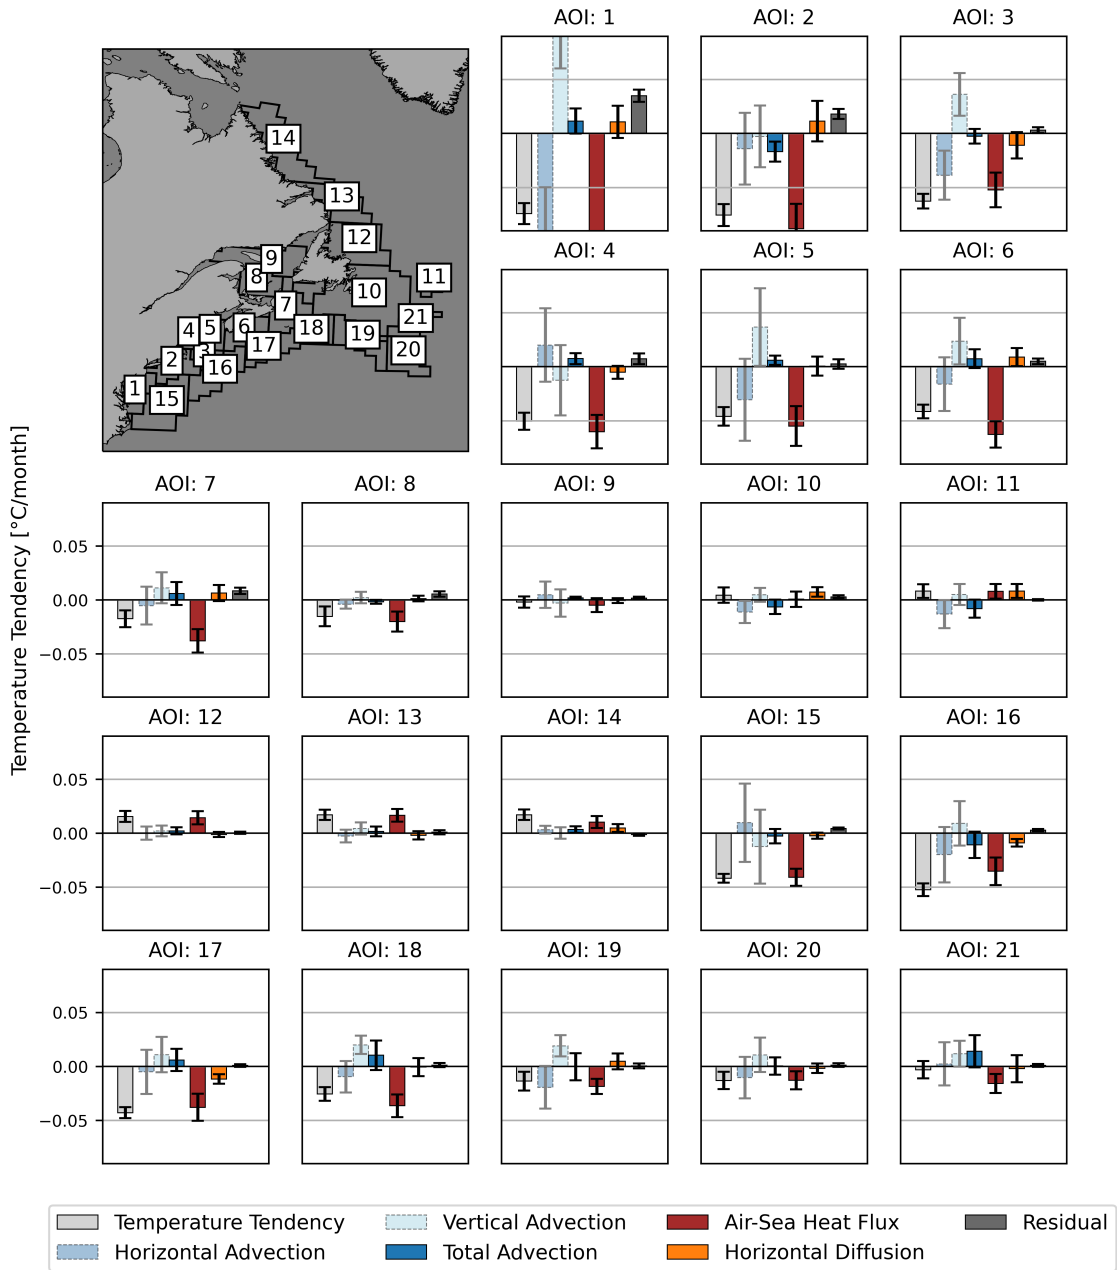 AOI: 1
AOI: 2
AOI: 3
14
13
12
9
8
11
10
7
21
4
5
6
18
19
3
17
20
2
16
1
15
AOI: 4
AOI: 5
AOI: 6
Temperature Tendency [°C/month]
AOI: 7
AOI: 8
AOI: 9
AOI: 10
AOI: 11
0.05
0.00
−0.05
AOI: 12
AOI: 13
AOI: 14
AOI: 15
AOI: 16
0.05
0.00
−0.05
AOI: 17
AOI: 18
AOI: 19
AOI: 20
AOI: 21
0.05
0.00
−0.05
Temperature Tendency
Vertical Advection
Air-Sea Heat Flux
Residual
Horizontal Advection
Total Advection
Horizontal Diffusion